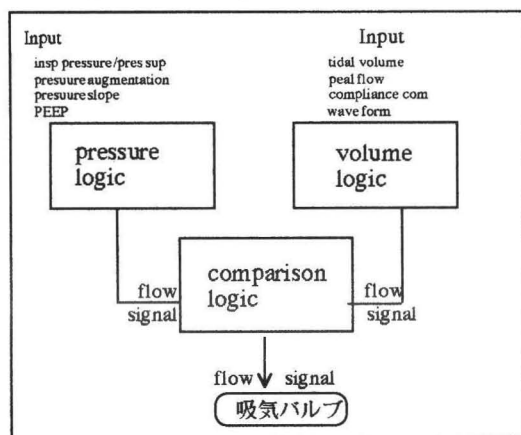 Input
insp pressure/pres sup
presuure augmentation
presuure slope
PEEP
Input
tidal volume
peal flow
compliance com
wave form
pressure
logic
volume
logic
comparison
logic
flow
signal
flow
signal
flow signal
吸気バルブ